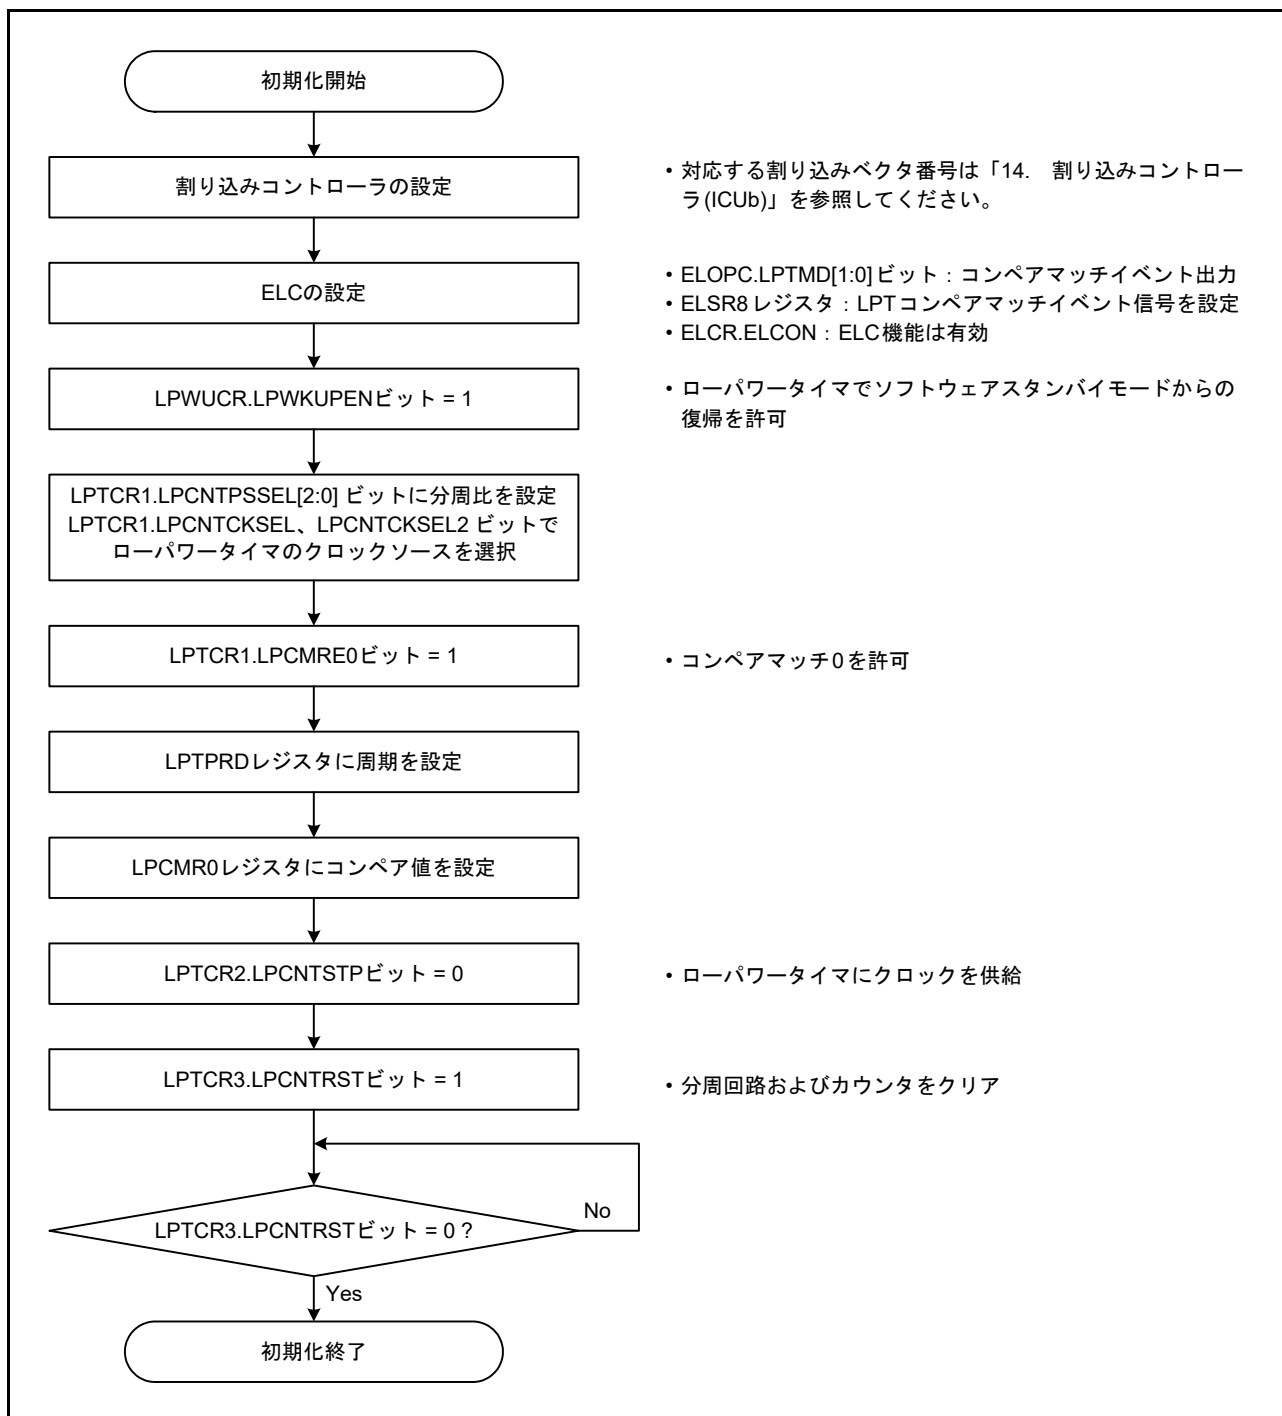 初期化開始
割り込みコントローラの設定
• 対応する割り込みベクタ番号は「14. 割り込みコントロー
ラ(ICUb)」を参照してください。
ELCの設定
• ELOPC.LPTMD[1:0]ビット：コンペアマッチイベント出力
• ELSR8レジスタ：LPTコンペアマッチイベント信号を設定
• ELCR.ELCON：ELC機能は有効
LPWUCR.LPWKUPENビット = 1
• ローパワータイマでソフトウェアスタンバイモードからの
復帰を許可
LPTCR1.LPCNTPSSEL[2:0] ビットに分周比を設定
LPTCR1.LPCNTCKSEL、LPCNTCKSEL2 ビットで
ローパワータイマのクロックソースを選択
LPTCR1.LPCMRE0ビット = 1
• コンペアマッチ0を許可
LPTPRDレジスタに周期を設定
LPCMR0レジスタにコンペア値を設定
LPTCR2.LPCNTSTPビット = 0
• ローパワータイマにクロックを供給
LPTCR3.LPCNTRSTビット = 1
• 分周回路およびカウンタをクリア
LPTCR3.LPCNTRSTビット = 0 ?
No
Yes
初期化終了